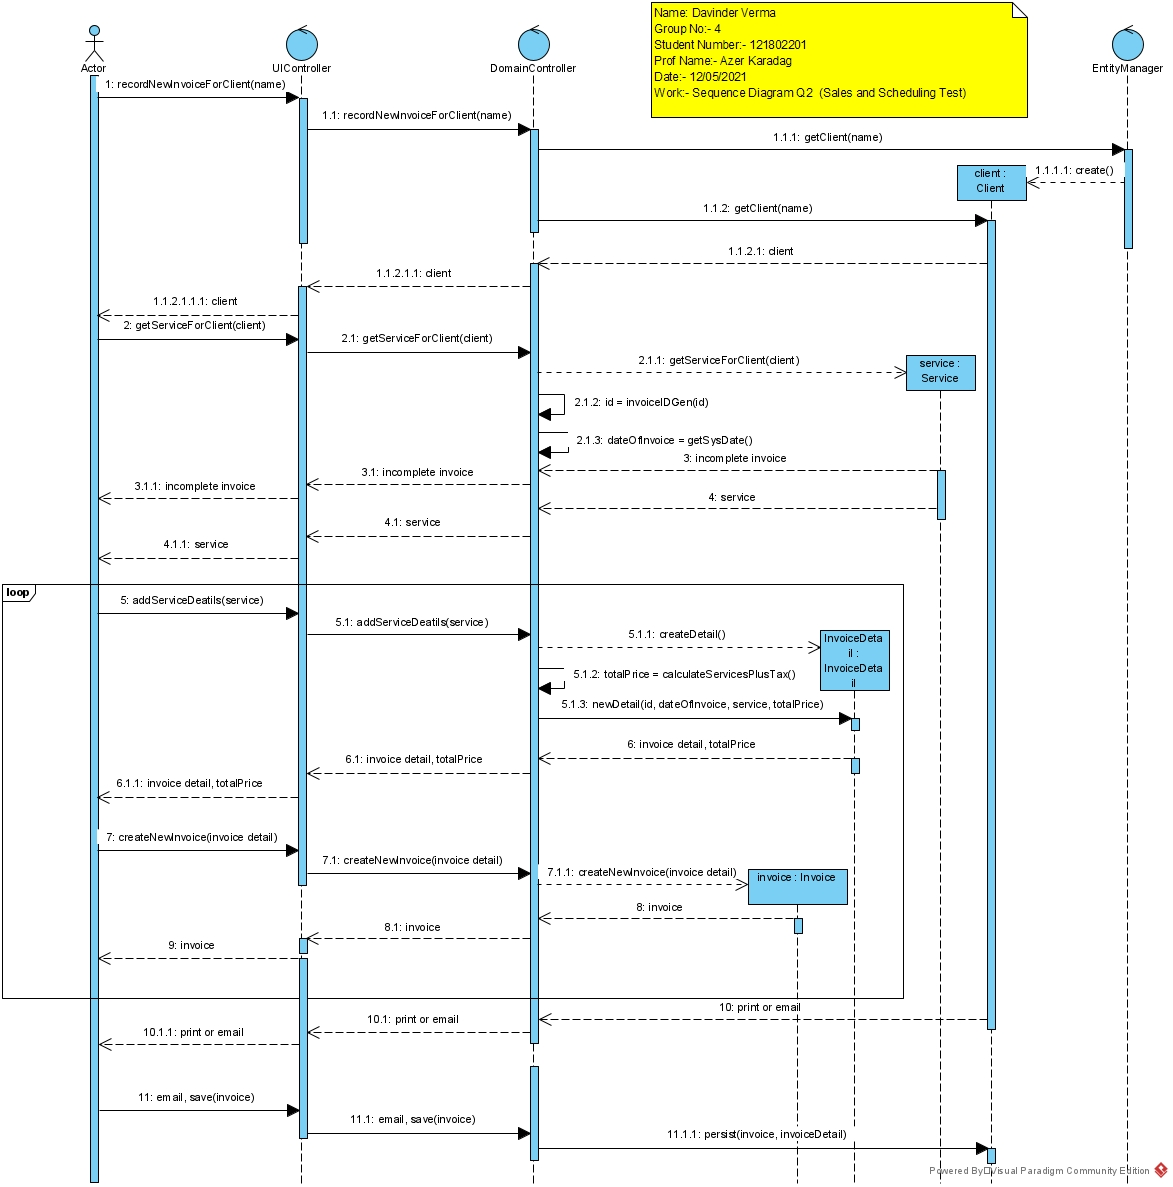 Name: Davinder Verma
Group No:- 4
Student Number:- 121802201
Prof Name:- Azer Karadag
Date:- 12/05/2021
Work:- Sequence Diagram Q2 (Sales and Scheduling Test)
Actor
UIController
DomainController
EntityManager
1: recordNewInvoiceForClient(name)
1.1: recordNewInvoiceForClient(name)
1.1.1: getClient(name)
client :
Client
1.1.1.1: create()
1.1.2: getClient(name)
1.1.2.1: client
1.1.2.1.1: client
1.1.2.1.1.1: client
2: getServiceForClient(client)
2.1: getServiceForClient(client)
2.1.1: getServiceForClient(client)
service :
Service
2.1.2: id = invoiceIDGen(id)
2.1.3: dateOfInvoice = getSysDate()
3: incomplete invoice
3.1: incomplete invoice
3.1.1: incomplete invoice
4: service
4.1: service
4.1.1: service
loop
5: addServiceDeatils(service)
5.1: addServiceDeatils(service)
5.1.1: createDetail()
InvoiceDeta
il :
InvoiceDeta
il
5.1.2: totalPrice = calculateServicesPlusTax()
5.1.3: newDetail(id, dateOfInvoice, service, totalPrice)
6: invoice detail, totalPrice
6.1: invoice detail, totalPrice
6.1.1: invoice detail, totalPrice
7: createNewInvoice(invoice detail)
7.1: createNewInvoice(invoice detail)
7.1.1: createNewInvoice(invoice detail)
invoice : Invoice
8: invoice
8.1: invoice
9: invoice
10: print or email
10.1: print or email
10.1.1: print or email
11: email, save(invoice)
11.1: email, save(invoice)
11.1.1: persist(invoice, invoiceDetail)
Powered By□Visual Paradigm Community Edition